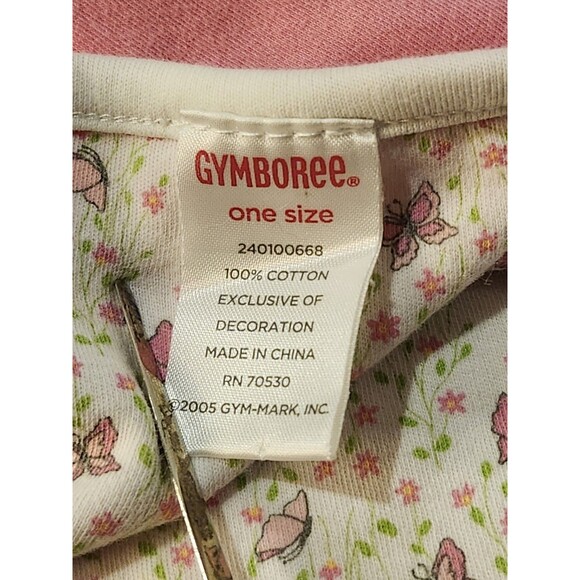 GYMBOREE®
one size
240100668
100% COTTON
EXCLUSIVE OF
DECORATION
MADE IN CHINA
RN 70530
©2005 GYM-MARK, INC.